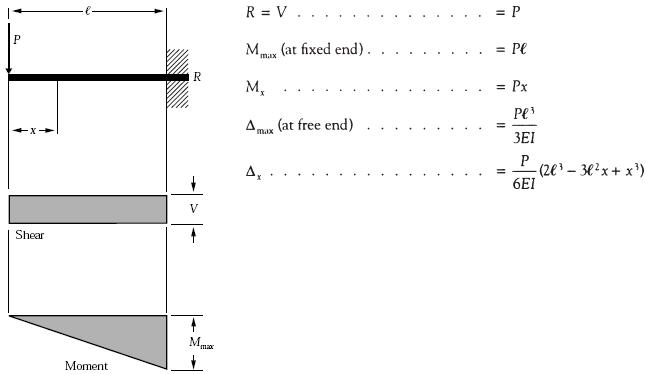 ℓ
P
R
x
V
Shear
M_max
Moment
R = V . . . . . . . . . . . . . . . = P
M_max (at fixed end) . . . . . . . . . = Pℓ
M_x . . . . . . . . . . . . . . . = Px
Δ_max (at free end) . . . . . . . . . = Pℓ³/3EI
Δ_x . . . . . . . . . . . . . . . . = P/6EI (2ℓ³ – 3ℓ²x + x³)